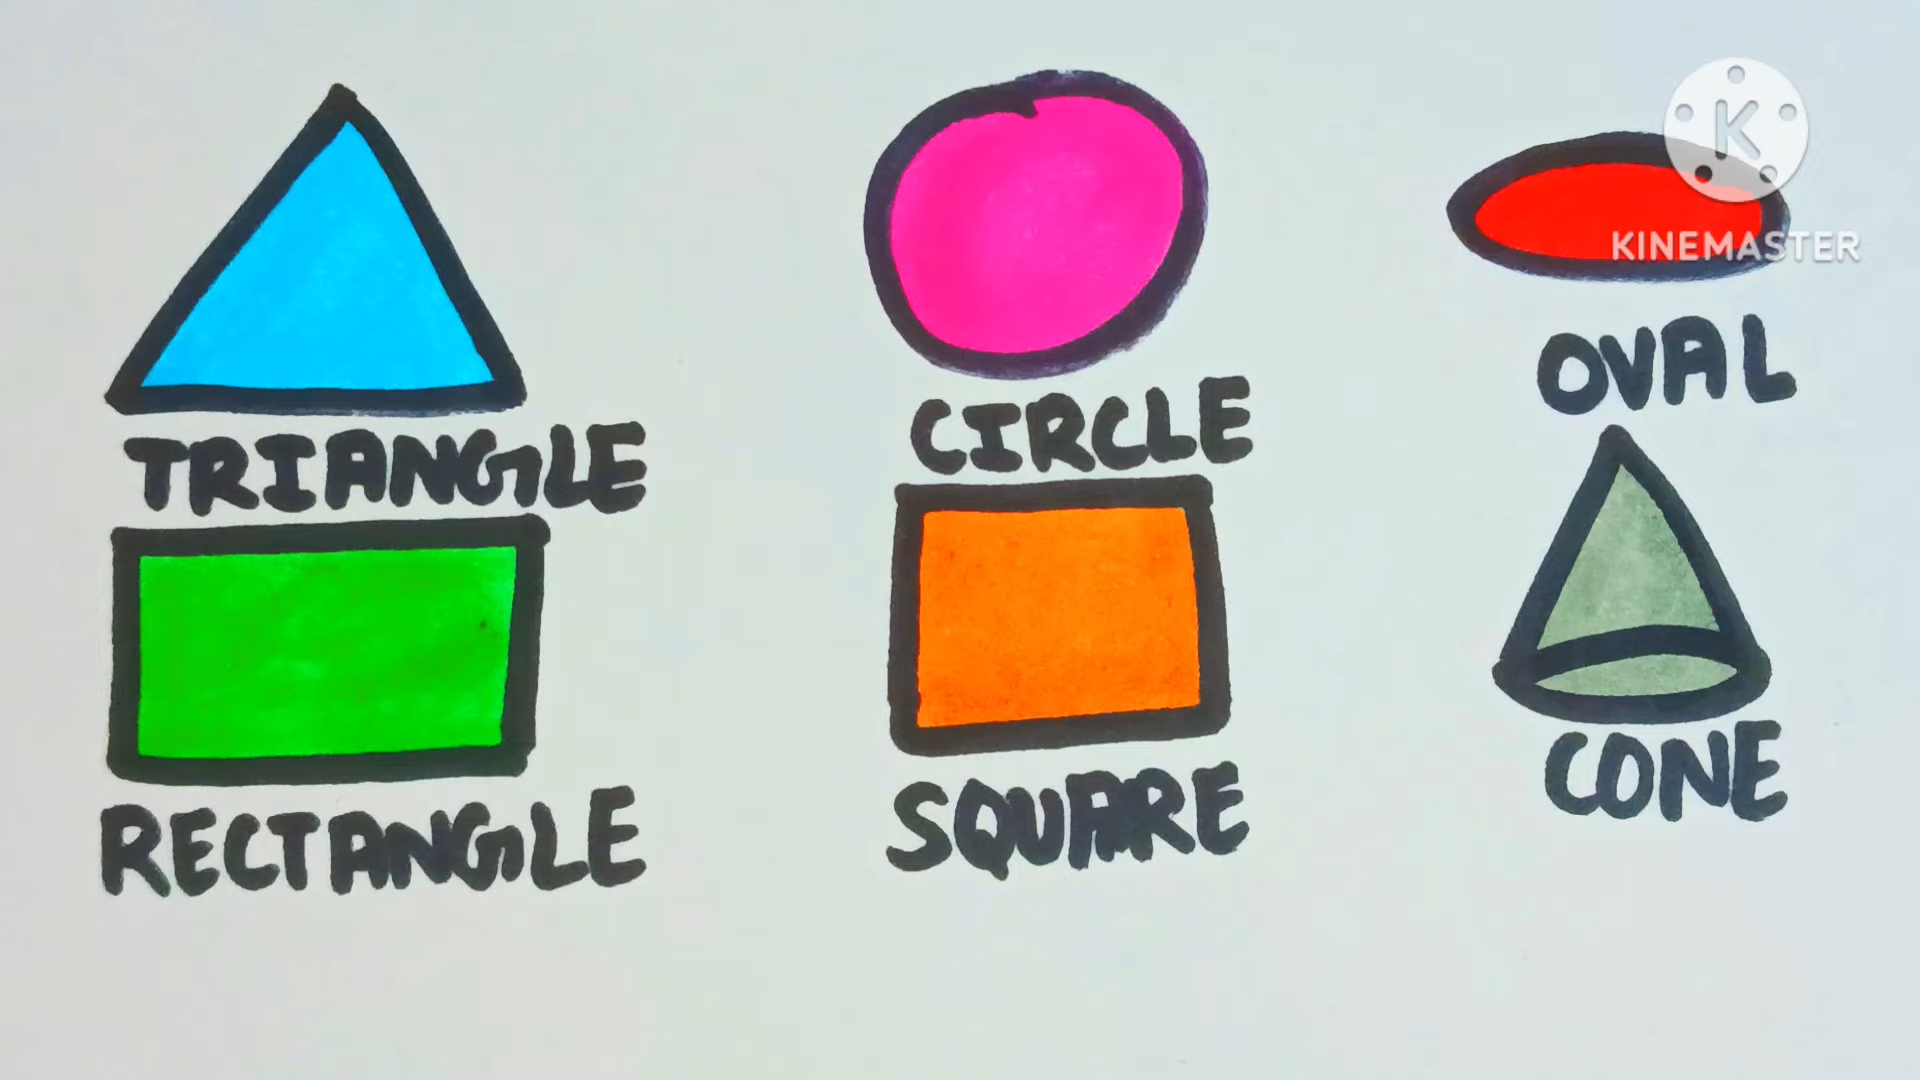 K
KINEMASTER
TRIANGLE
CIRCLE
OVAL
RECTANGLE
SQUARE
CONE